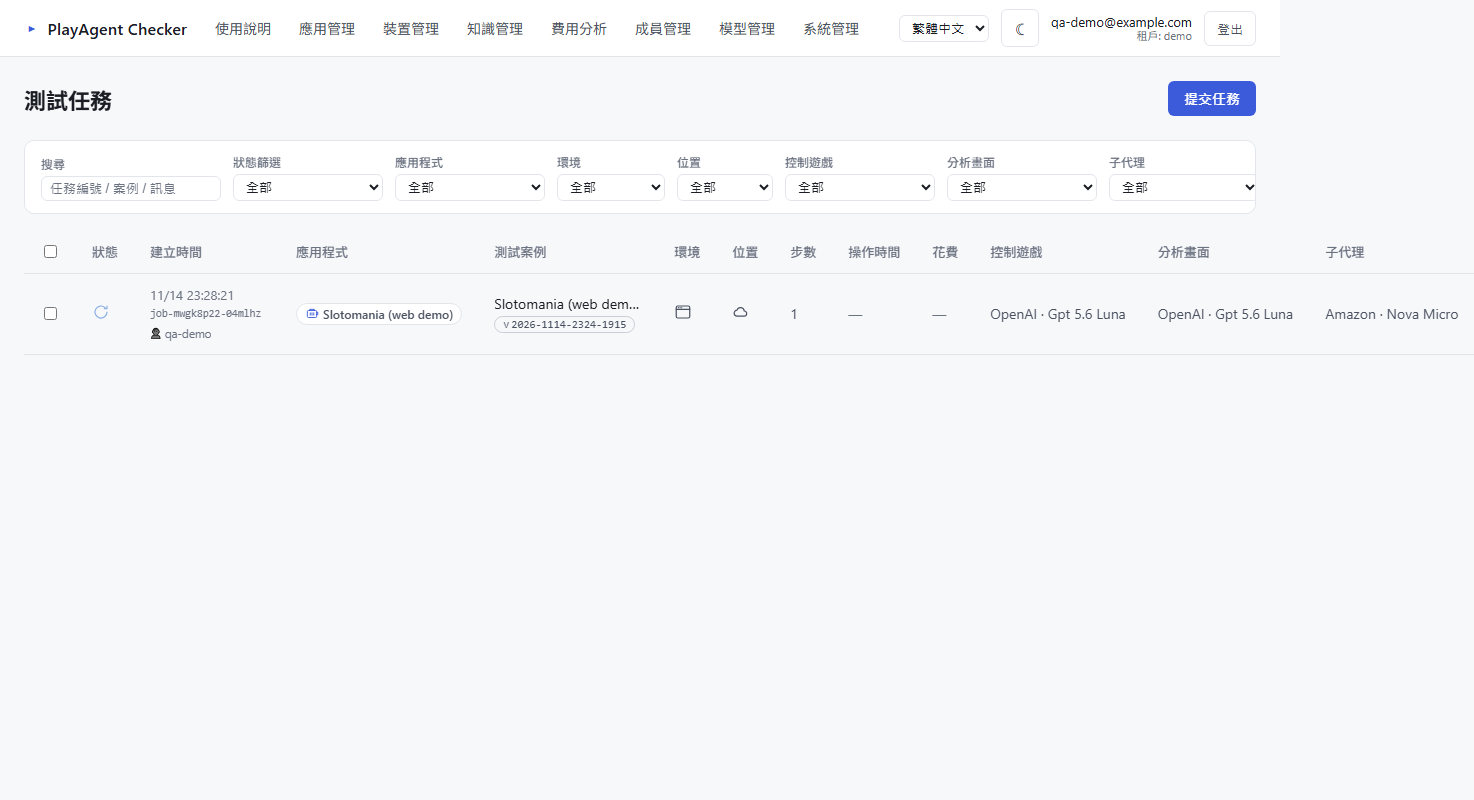 PlayAgent Checker 使用說明 應用管理 裝置管理 知識管理 費用分析 成員管理 模型管理 系統管理 繁體中文 qa-demo@example.com 登出
租戶: demo
測試任務 提交任務
搜尋 狀態篩選 應用程式 環境 位置 控制遊戲 分析畫面 子代理
任務編號 / 案例 / 訊息 全部 全部 全部 全部 全部 全部 全部
狀態 建立時間 應用程式 測試案例 環境 位置 步數 操作時間 花費 控制遊戲 分析畫面 子代理
11/14 23:28:21
job-mwgk8p22-04mlhz
qa-demo
Slotomania (web demo)
Slotomania (web dem...
v 2026-1114-2324-1915
1 — — OpenAI · Gpt 5.6 Luna OpenAI · Gpt 5.6 Luna Amazon · Nova Micro